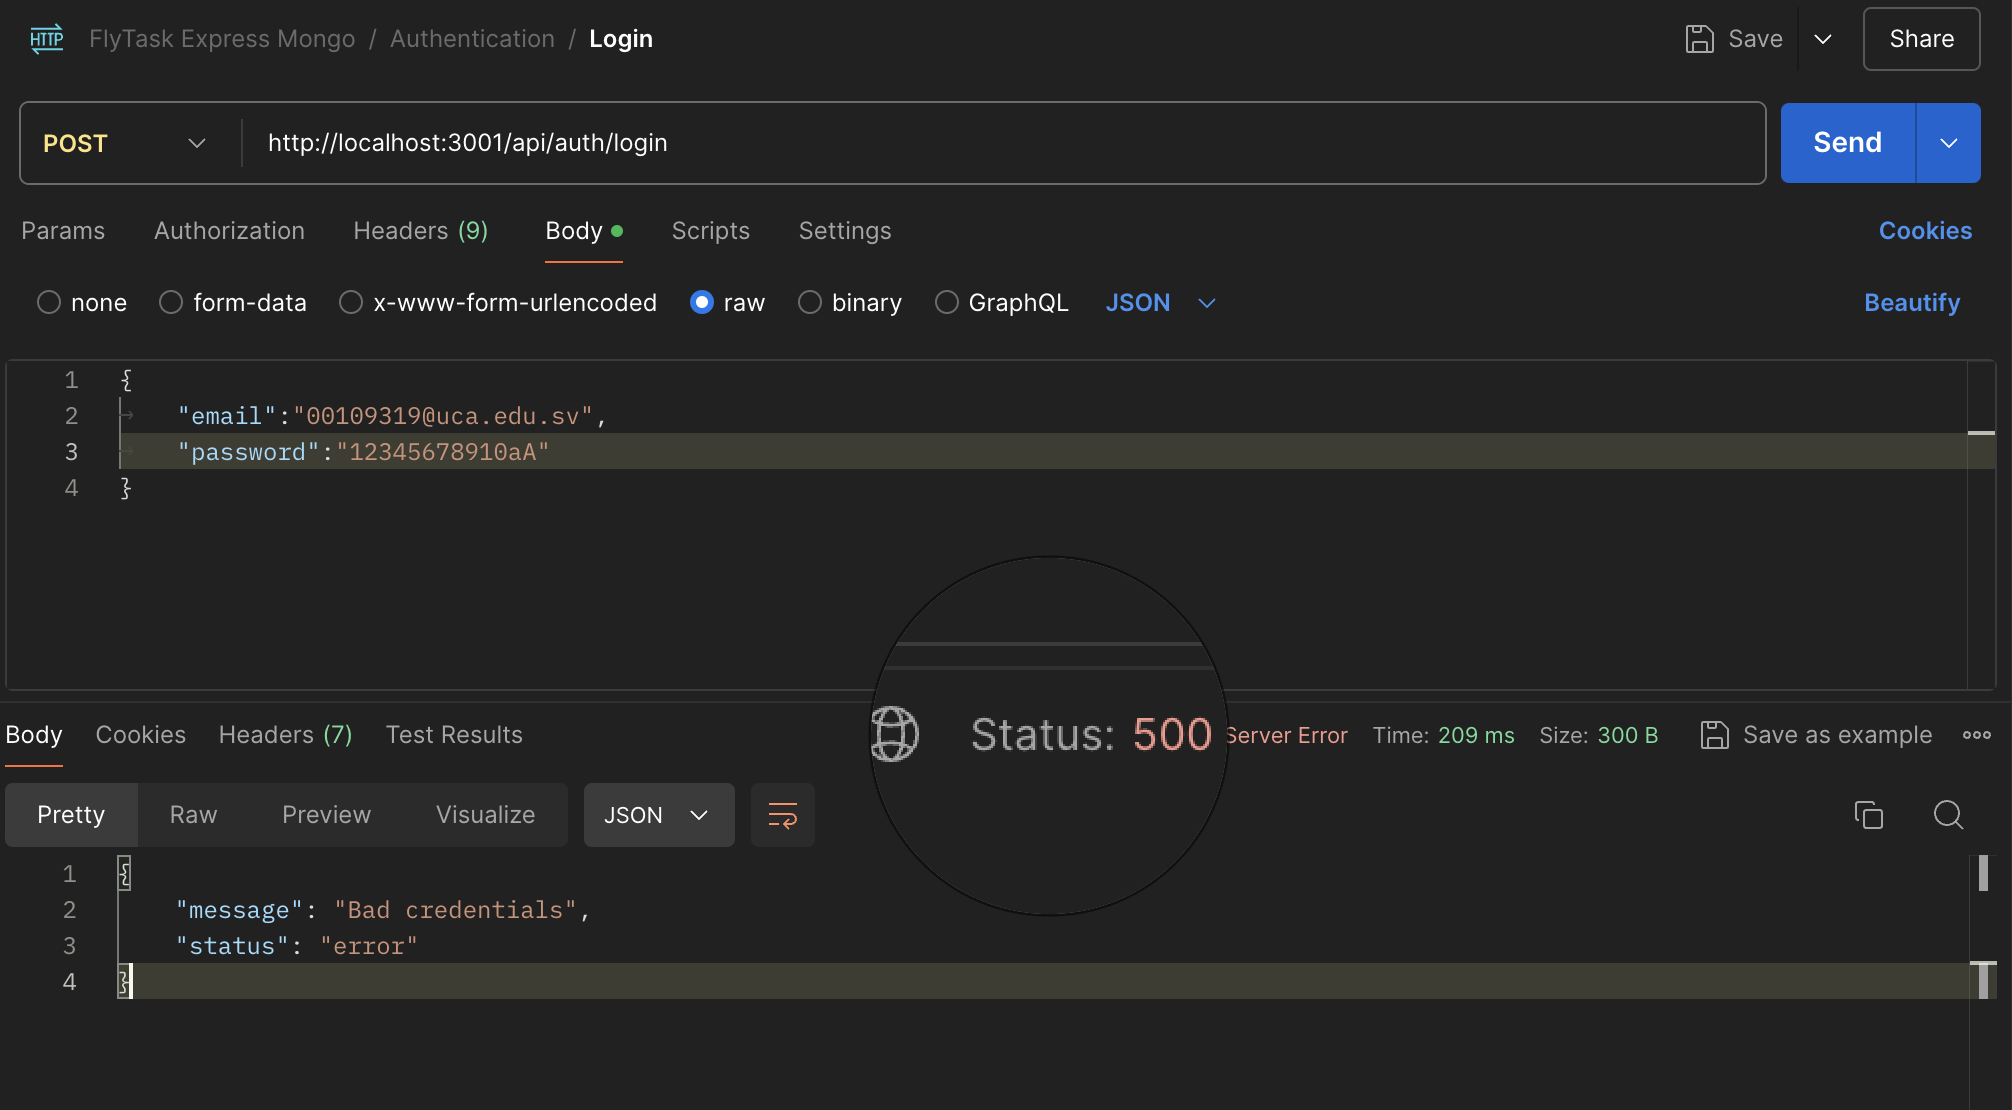 HTTP FlyTask Express Mongo / Authentication / Login Save Share
POST http://localhost:3001/api/auth/login Send
Params Authorization Headers (9) Body Scripts Settings Cookies
none form-data x-www-form-urlencoded raw binary GraphQL JSON Beautify
1 {
2 "email":"00109319@uca.edu.sv",
3 "password":"12345678910aA"
4 }
Body Cookies Headers (7) Test Results Status: 500 Server Error Time: 209 ms Size: 300 B Save as example
Pretty Raw Preview Visualize JSON
1 {
2 "message": "Bad credentials",
3 "status": "error"
4 }